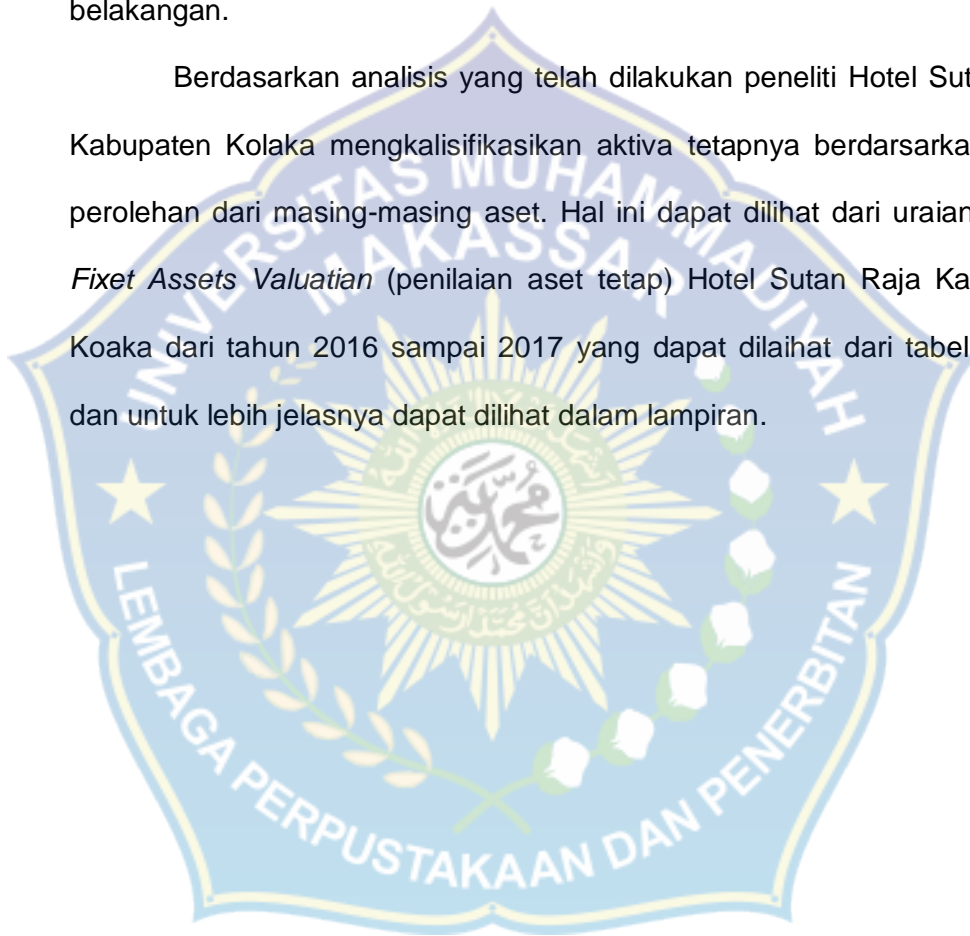 belakangan.
Berdasarkan analisis yang telah dilakukan peneliti Hotel Sut
Kabupaten Kolaka mengkalisifikasikan aktiva tetapnya berdarsarka
perolehan dari masing-masing aset. Hal ini dapat dilihat dari uraian
Fixet Assets Valuatian (penilaian aset tetap) Hotel Sutan Raja Ka
Koaka dari tahun 2016 sampai 2017 yang dapat dilaihat dari tabel
dan untuk lebih jelasnya dapat dilihat dalam lampiran.
UNIVERSITAS MUHAMMADIYAH
MAKASSAR
LEMBAGA PERPUSTAKAAN DAN PENERBITAN